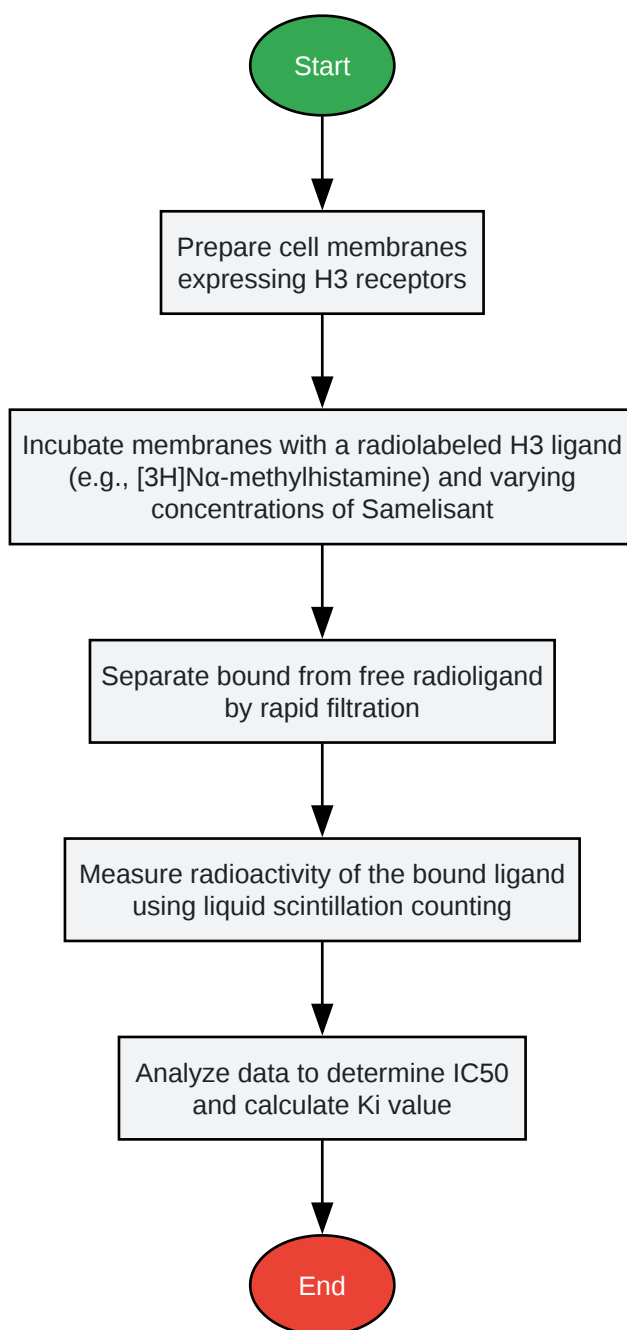 Start
Prepare cell membranes
expressing H3 receptors
Incubate membranes with a radiolabeled H3 ligand
(e.g., [3H]Nα-methylhistamine) and varying
concentrations of Samelisant
Separate bound from free radioligand
by rapid filtration
Measure radioactivity of the bound ligand
using liquid scintillation counting
Analyze data to determine IC50
and calculate Ki value
End